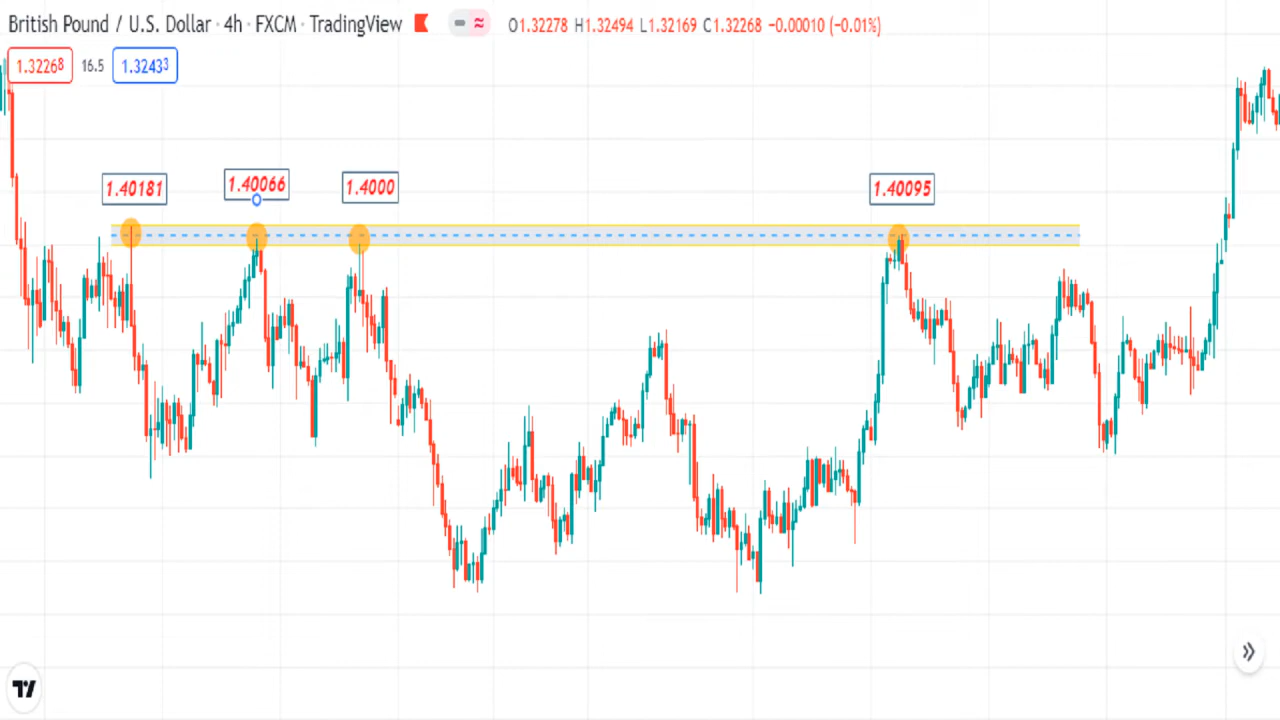 British Pound / U.S. Dollar · 4h · FXCM · TradingView O1.32278 H1.32494 L1.32169 C1.32268 −0.00010 (−0.01%)
1.32268 16.5 1.32433
1.40181 1.40066 1.4000 1.40095